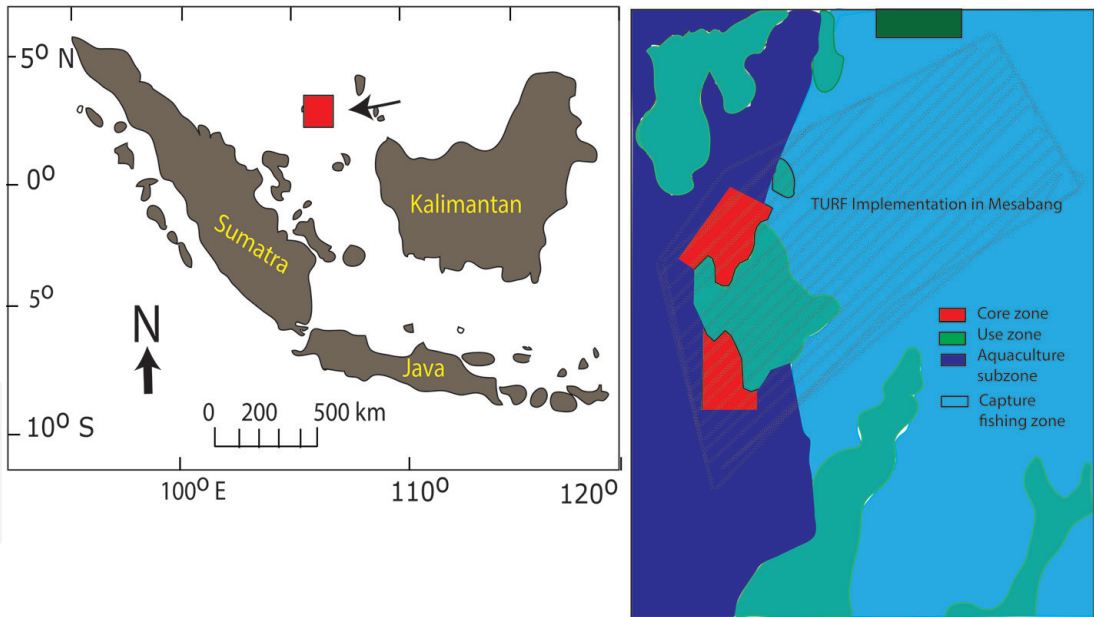 5⁰ N
0⁰
5⁰
10⁰ S
Sumatra
Kalimantan
Java
N
0 200 500 km
100⁰ E
110⁰
120⁰
TURF Implementation in Mesabang
Core zone
Use zone
Aquaculture
subzone
Capture
fishing zone